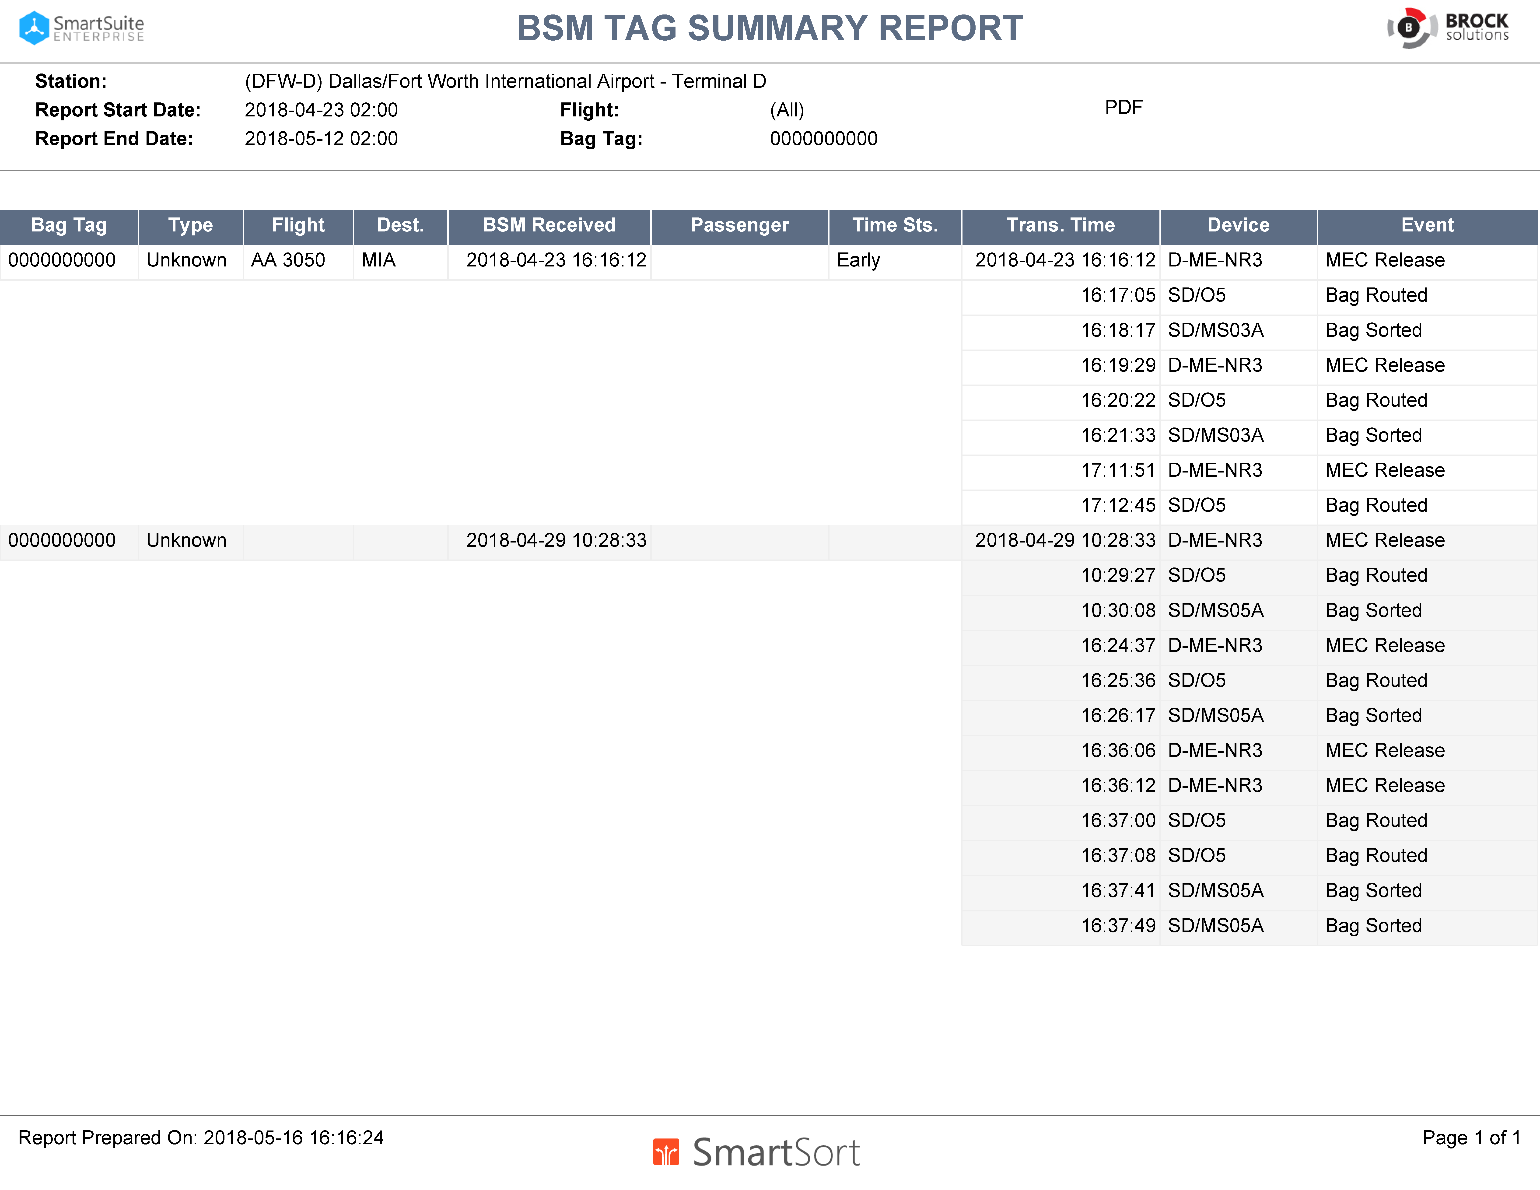 SmartSuite
ENTERPRISE
BSM TAG SUMMARY REPORT
B
BROCK
solutions
Station: (DFW-D) Dallas/Fort Worth International Airport - Terminal D
Report Start Date: 2018-04-23 02:00 Flight: (All) PDF
Report End Date: 2018-05-12 02:00 Bag Tag: 0000000000
Bag Tag Type Flight Dest. BSM Received Passenger Time Sts. Trans. Time Device Event
0000000000 Unknown AA 3050 MIA 2018-04-23 16:16:12 Early 2018-04-23 16:16:12 D-ME-NR3 MEC Release
16:17:05 SD/O5 Bag Routed
16:18:17 SD/MS03A Bag Sorted
16:19:29 D-ME-NR3 MEC Release
16:20:22 SD/O5 Bag Routed
16:21:33 SD/MS03A Bag Sorted
17:11:51 D-ME-NR3 MEC Release
17:12:45 SD/O5 Bag Routed
0000000000 Unknown 2018-04-29 10:28:33 2018-04-29 10:28:33 D-ME-NR3 MEC Release
10:29:27 SD/O5 Bag Routed
10:30:08 SD/MS05A Bag Sorted
16:24:37 D-ME-NR3 MEC Release
16:25:36 SD/O5 Bag Routed
16:26:17 SD/MS05A Bag Sorted
16:36:06 D-ME-NR3 MEC Release
16:36:12 D-ME-NR3 MEC Release
16:37:00 SD/O5 Bag Routed
16:37:08 SD/O5 Bag Routed
16:37:41 SD/MS05A Bag Sorted
16:37:49 SD/MS05A Bag Sorted
Report Prepared On: 2018-05-16 16:16:24
SmartSort
Page 1 of 1